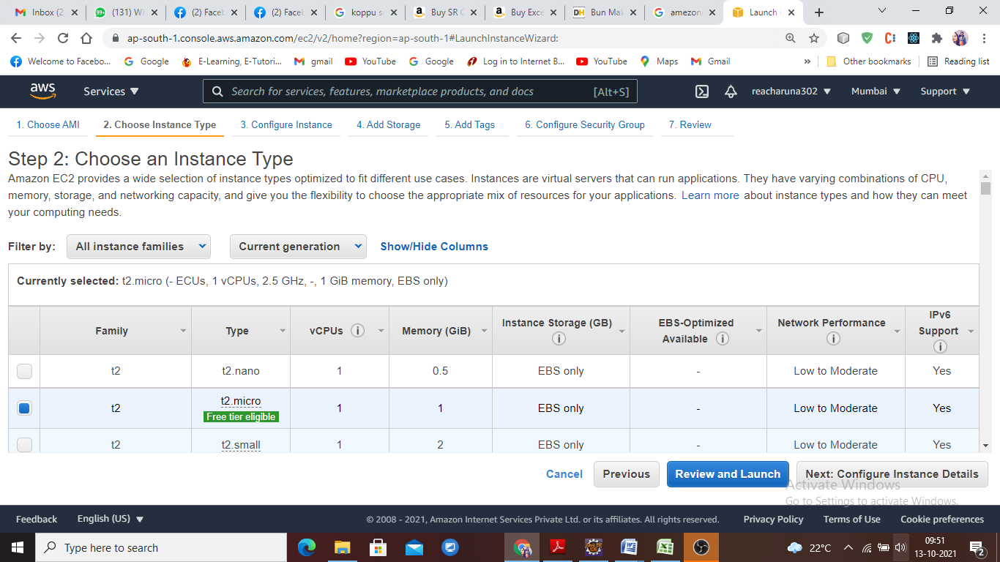 Inbox (2
(131) W
(2) Facel
(2) Facel
koppu s
Buy SR C
Buy Exce
Bun Mal
amezon
Launch
ap-south-1.console.aws.amazon.com/ec2/v2/home?region=ap-south-1#LaunchInstanceWizard:
Welcome to Facebo... Google E-Learning, E-Tutori... gmail YouTube Google Log in to Internet B... YouTube Maps Gmail » Other bookmarks Reading list
aws Services Search for services, features, marketplace products, and docs [Alt+S] reacharuna302 Mumbai Support
1. Choose AMI 2. Choose Instance Type 3. Configure Instance 4. Add Storage 5. Add Tags 6. Configure Security Group 7. Review
Step 2: Choose an Instance Type
Amazon EC2 provides a wide selection of instance types optimized to fit different use cases. Instances are virtual servers that can run applications. They have varying combinations of CPU,
memory, storage, and networking capacity, and give you the flexibility to choose the appropriate mix of resources for your applications. Learn more about instance types and how they can meet
your computing needs.
Filter by: All instance families Current generation Show/Hide Columns
Currently selected: t2.micro (- ECUs, 1 vCPUs, 2.5 GHz, -, 1 GiB memory, EBS only)
Family Type vCPUs Memory (GiB) Instance Storage (GB) EBS-Optimized Available Network Performance IPv6 Support
t2 t2.nano 1 0.5 EBS only - Low to Moderate Yes
t2 t2.micro 1 1 EBS only - Low to Moderate Yes
Free tier eligible
t2 t2.small 1 2 EBS only - Low to Moderate Yes
Cancel Previous Review and Launch Next: Configure Instance Details
Activate Windows
Go to Settings to activate Windows.
Feedback English (US) © 2008 - 2021, Amazon Internet Services Private Ltd. or its affiliates. All rights reserved. Privacy Policy Terms of Use Cookie preferences
Type here to search 22°C 09:51
13-10-2021
2